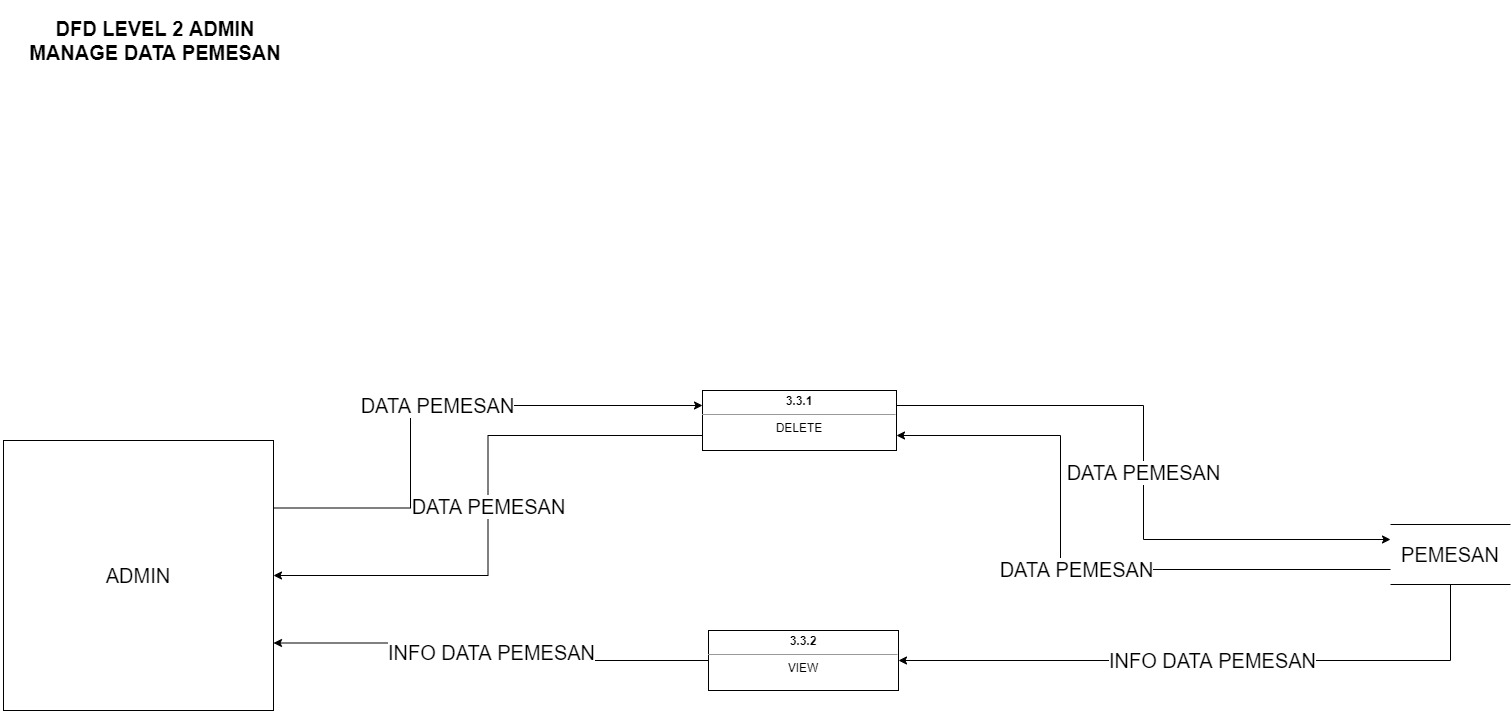 DFD LEVEL 2 ADMIN
MANAGE DATA PEMESAN
DATA PEMESAN
3.3.1
DELETE
DATA PEMESAN
DATA PEMESAN
ADMIN
PEMESAN
DATA PEMESAN
INFO DATA PEMESAN
3.3.2
VIEW
INFO DATA PEMESAN